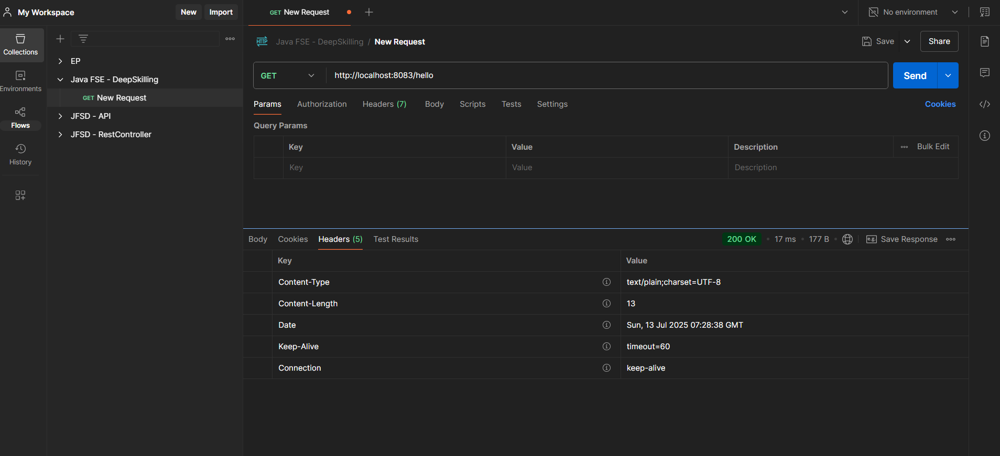 My Workspace
New
Import
GET New Request
No environment
Collections
Environments
Flows
History
EP
Java FSE - DeepSkilling
GET New Request
JFSD - API
JFSD - RestController
HTTP
Java FSE - DeepSkilling / New Request
Save
Share
GET
http://localhost:8083/hello
Send
Params
Authorization
Headers (7)
Body
Scripts
Tests
Settings
Cookies
Query Params
Key
Value
Description
Bulk Edit
Key
Value
Description
Body
Cookies
Headers (5)
Test Results
200 OK
17 ms
177 B
e.g.
Save Response
Key
Value
Content-Type
text/plain;charset=UTF-8
Content-Length
13
Date
Sun, 13 Jul 2025 07:28:38 GMT
Keep-Alive
timeout=60
Connection
keep-alive